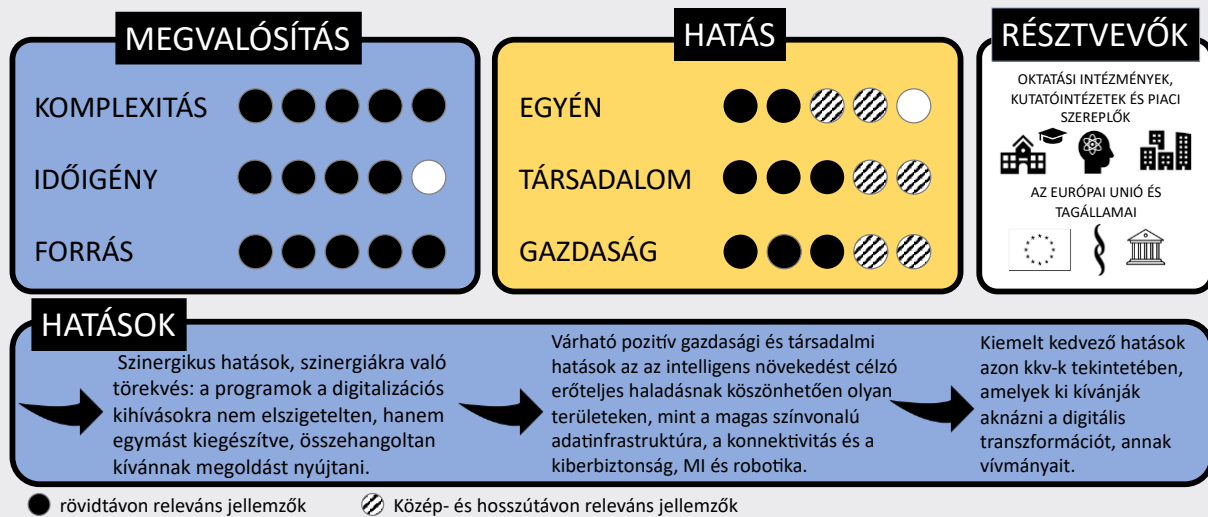 MEGVALÓSÍTÁS
KOMPLEXITÁS
IDŐIGÉNY
FORRÁS
HATÁS
EGYÉN
TÁRSADALOM
GAZDASÁG
RÉSZTVEVŐK
OKTATÁSI INTÉZMÉNYEK,
KUTATÓINTÉZETEK ÉS PIACI
SZEREPLŐK
AZ EURÓPAI UNIÓ ÉS
TAGÁLLAMAI
HATÁSOK
Szinergikus hatások, szinergiákra való
törekvés: a programok a digitalizációs
kihívásokra nem elszigetelten, hanem
egymást kiegészítve, összehangoltan
kívánnak megoldást nyújtani.
Várható pozitív gazdasági és társadalmi
hatások az az intelligens növekedést célzó
erőteljes haladásnak köszönhetően olyan
területeken, mint a magas színvonalú
adatinfrastruktúra, a konnektivitás és a
kiberbiztonság, MI és robotika.
Kiemelt kedvező hatások
azon kkv-k tekintetében,
amelyek ki kívánják
aknázni a digitális
transzformációt, annak
vívmányait.
rövidtávon releváns jellemzők
Közép- és hosszútávon releváns jellemzők